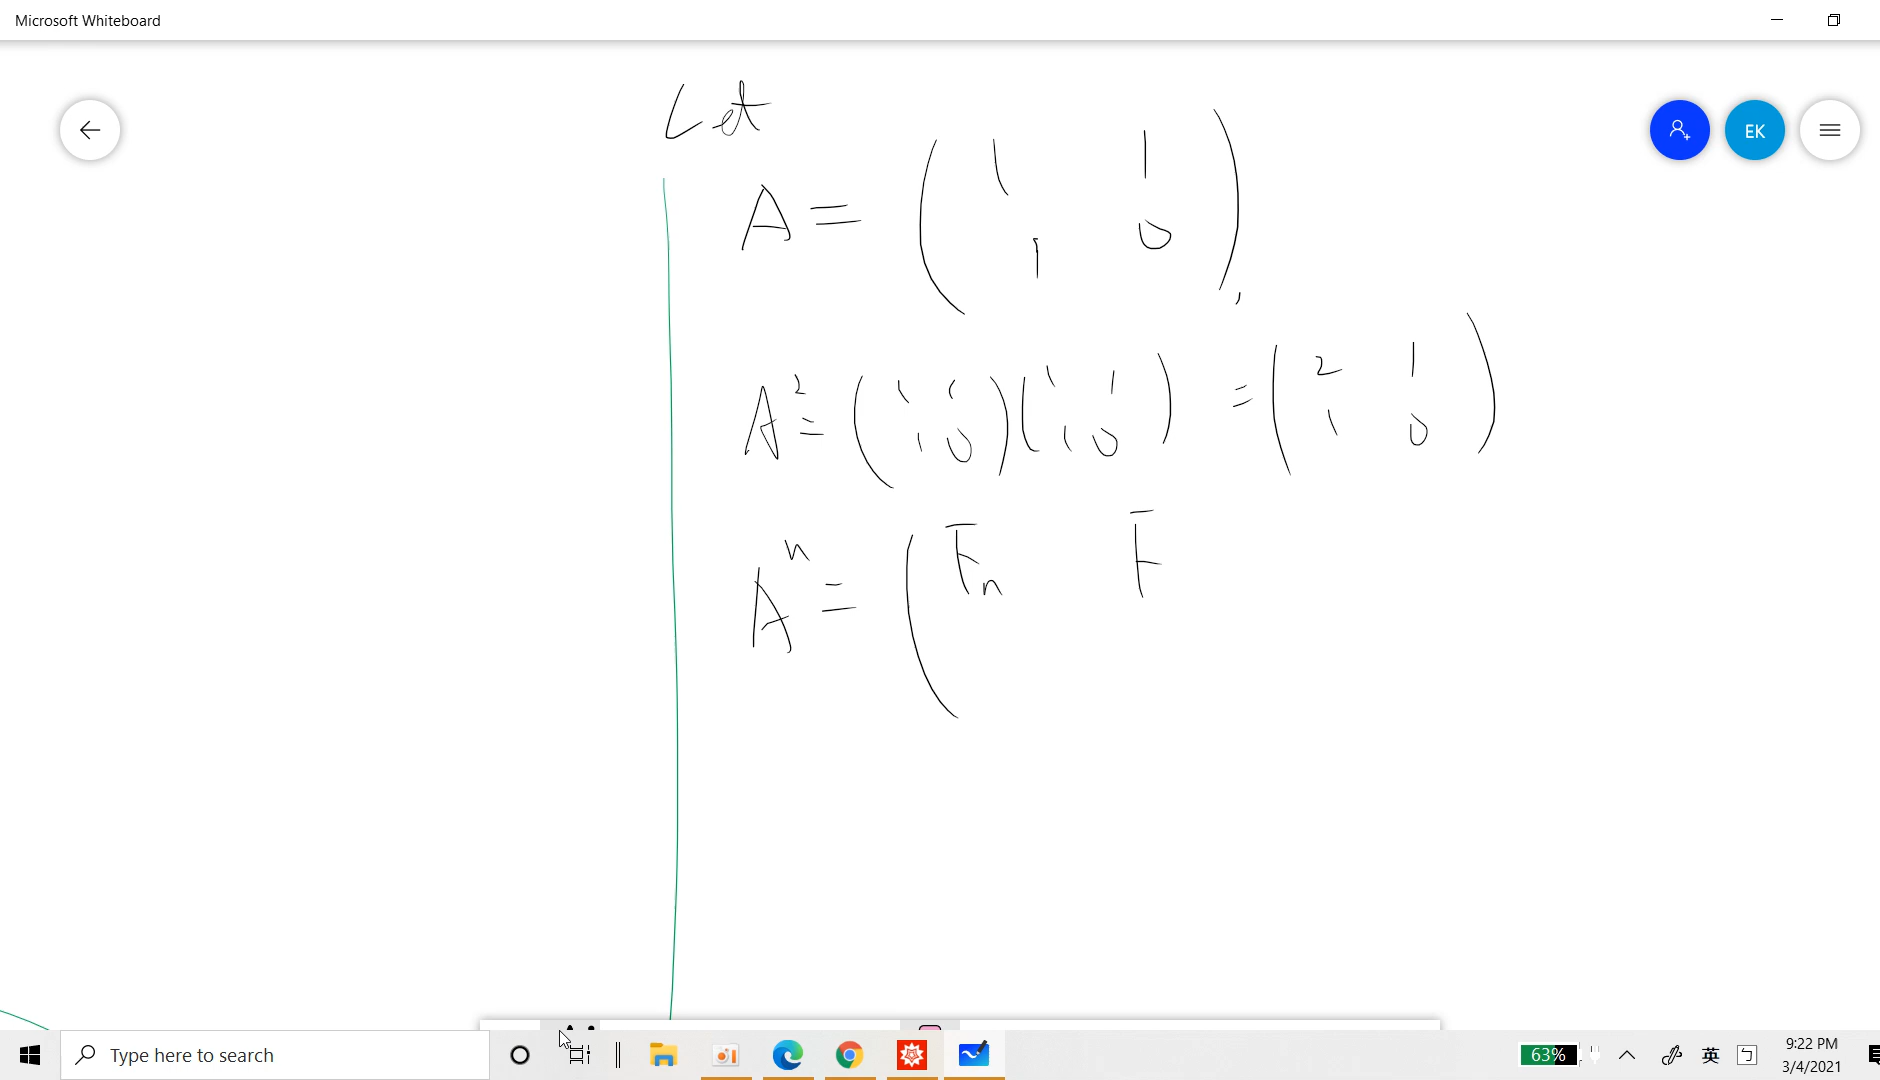 Microsoft Whiteboard
EK
Let
A = ( 1 1
1 0 ) ,
A² = ( 1 1
1 0 ) ( 1 1
1 0 ) = ( 2 1
1 0 )
Aⁿ = ( Fₙ F
Type here to search
63%
英
9:22 PM
3/4/2021